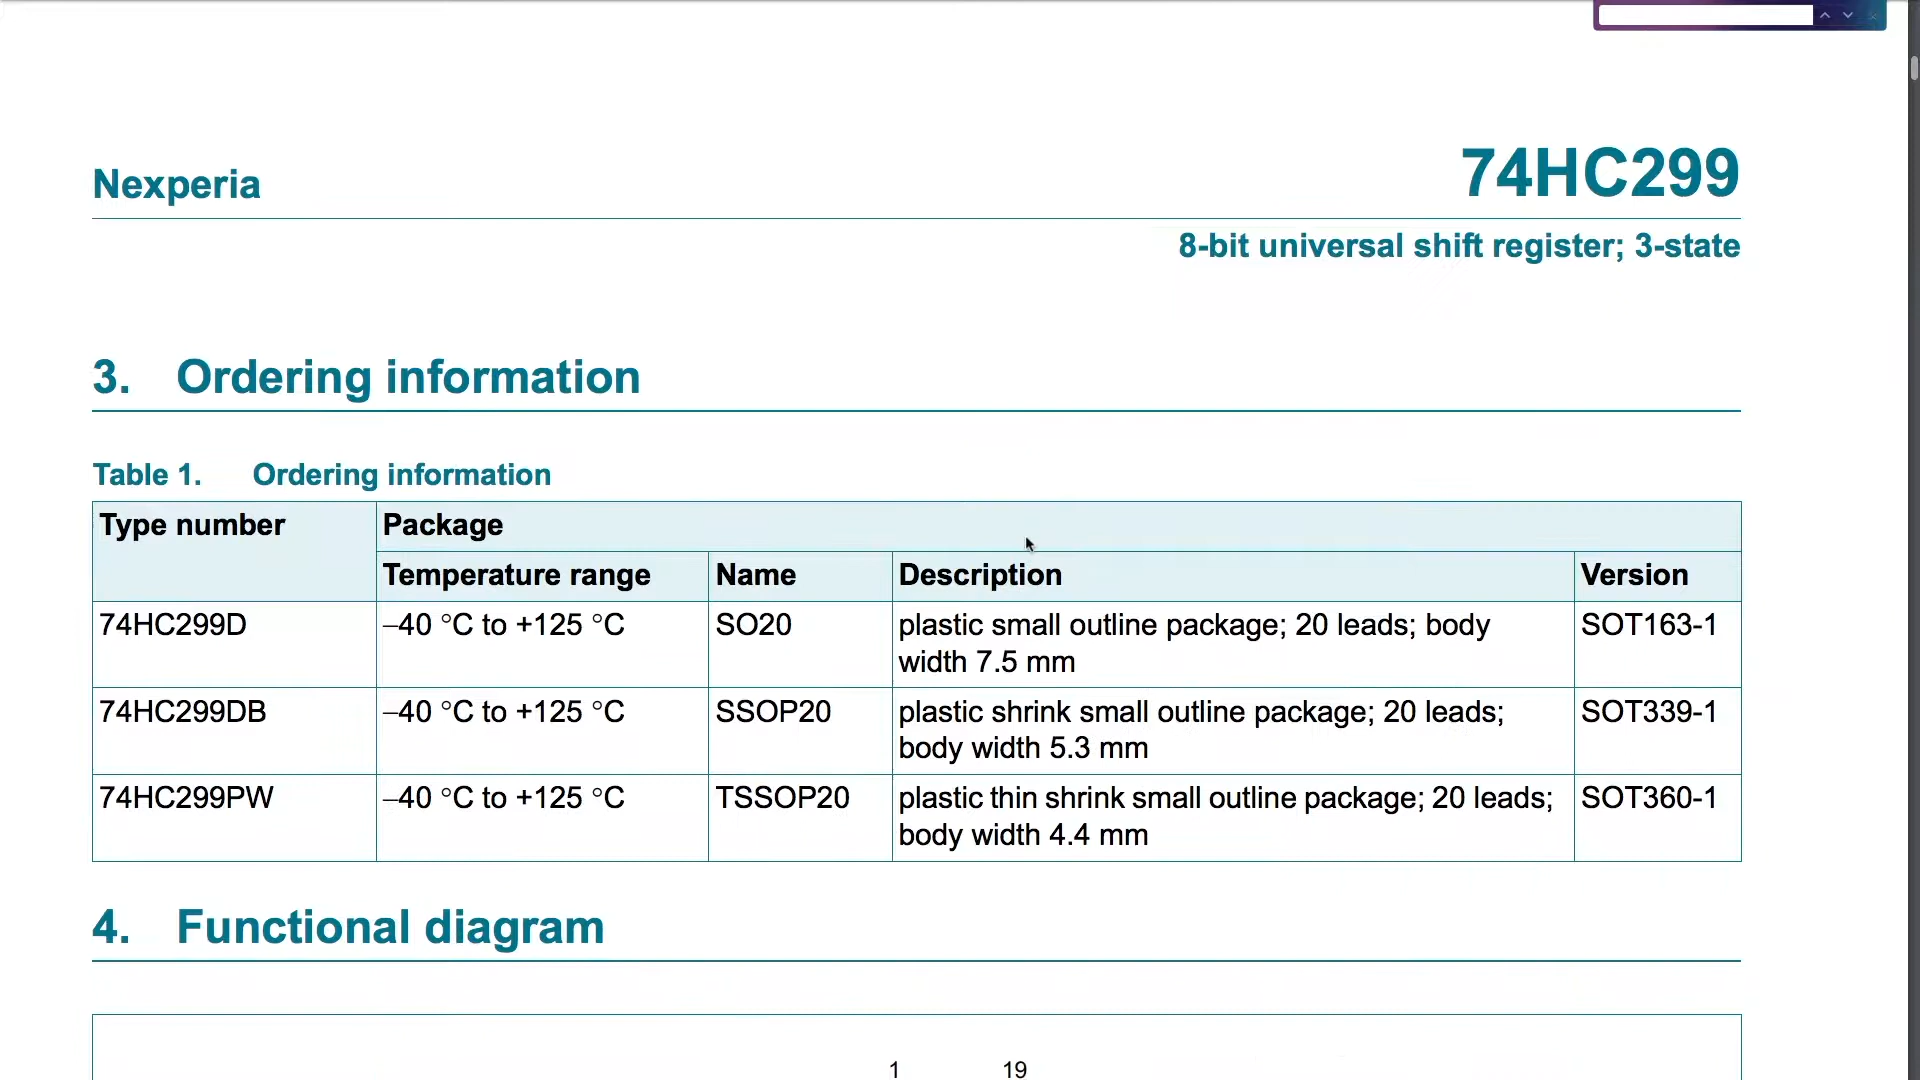 Nexperia
74HC299
8-bit universal shift register; 3-state
3. Ordering information
Table 1. Ordering information
Type number Package
Temperature range Name Description Version
74HC299D –40 °C to +125 °C SO20 plastic small outline package; 20 leads; body SOT163-1
width 7.5 mm
74HC299DB –40 °C to +125 °C SSOP20 plastic shrink small outline package; 20 leads; SOT339-1
body width 5.3 mm
74HC299PW –40 °C to +125 °C TSSOP20 plastic thin shrink small outline package; 20 leads; SOT360-1
body width 4.4 mm
4. Functional diagram
1 19